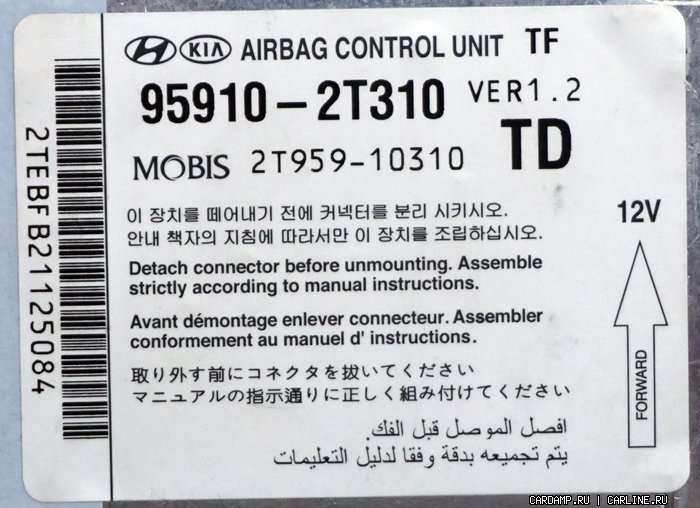 HYUNDAI KIA AIRBAG CONTROL UNIT TF
95910-2T310 VER1.2
MOBIS 2T959-10310 TD
2TEBFB21125084
이 장치를 떼어내기 전에 커넥터를 분리 시키시오.
안내 책자의 지침에 따라서만 이 장치를 조립하십시오.
12V
Detach connector before unmounting. Assemble
strictly according to manual instructions.
Avant démontage enlever connecteur. Assembler
conformement au manuel d' instructions.
FORWARD
取り外す前にコネクタを抜いてください
マニュアルの指示通りに正しく組み付けてください
افصل الموصل قبل الفك.
يتم تجميعه بدقة وفقا لدليل التعليمات
CARDAMP.RU | CARLINE.RU